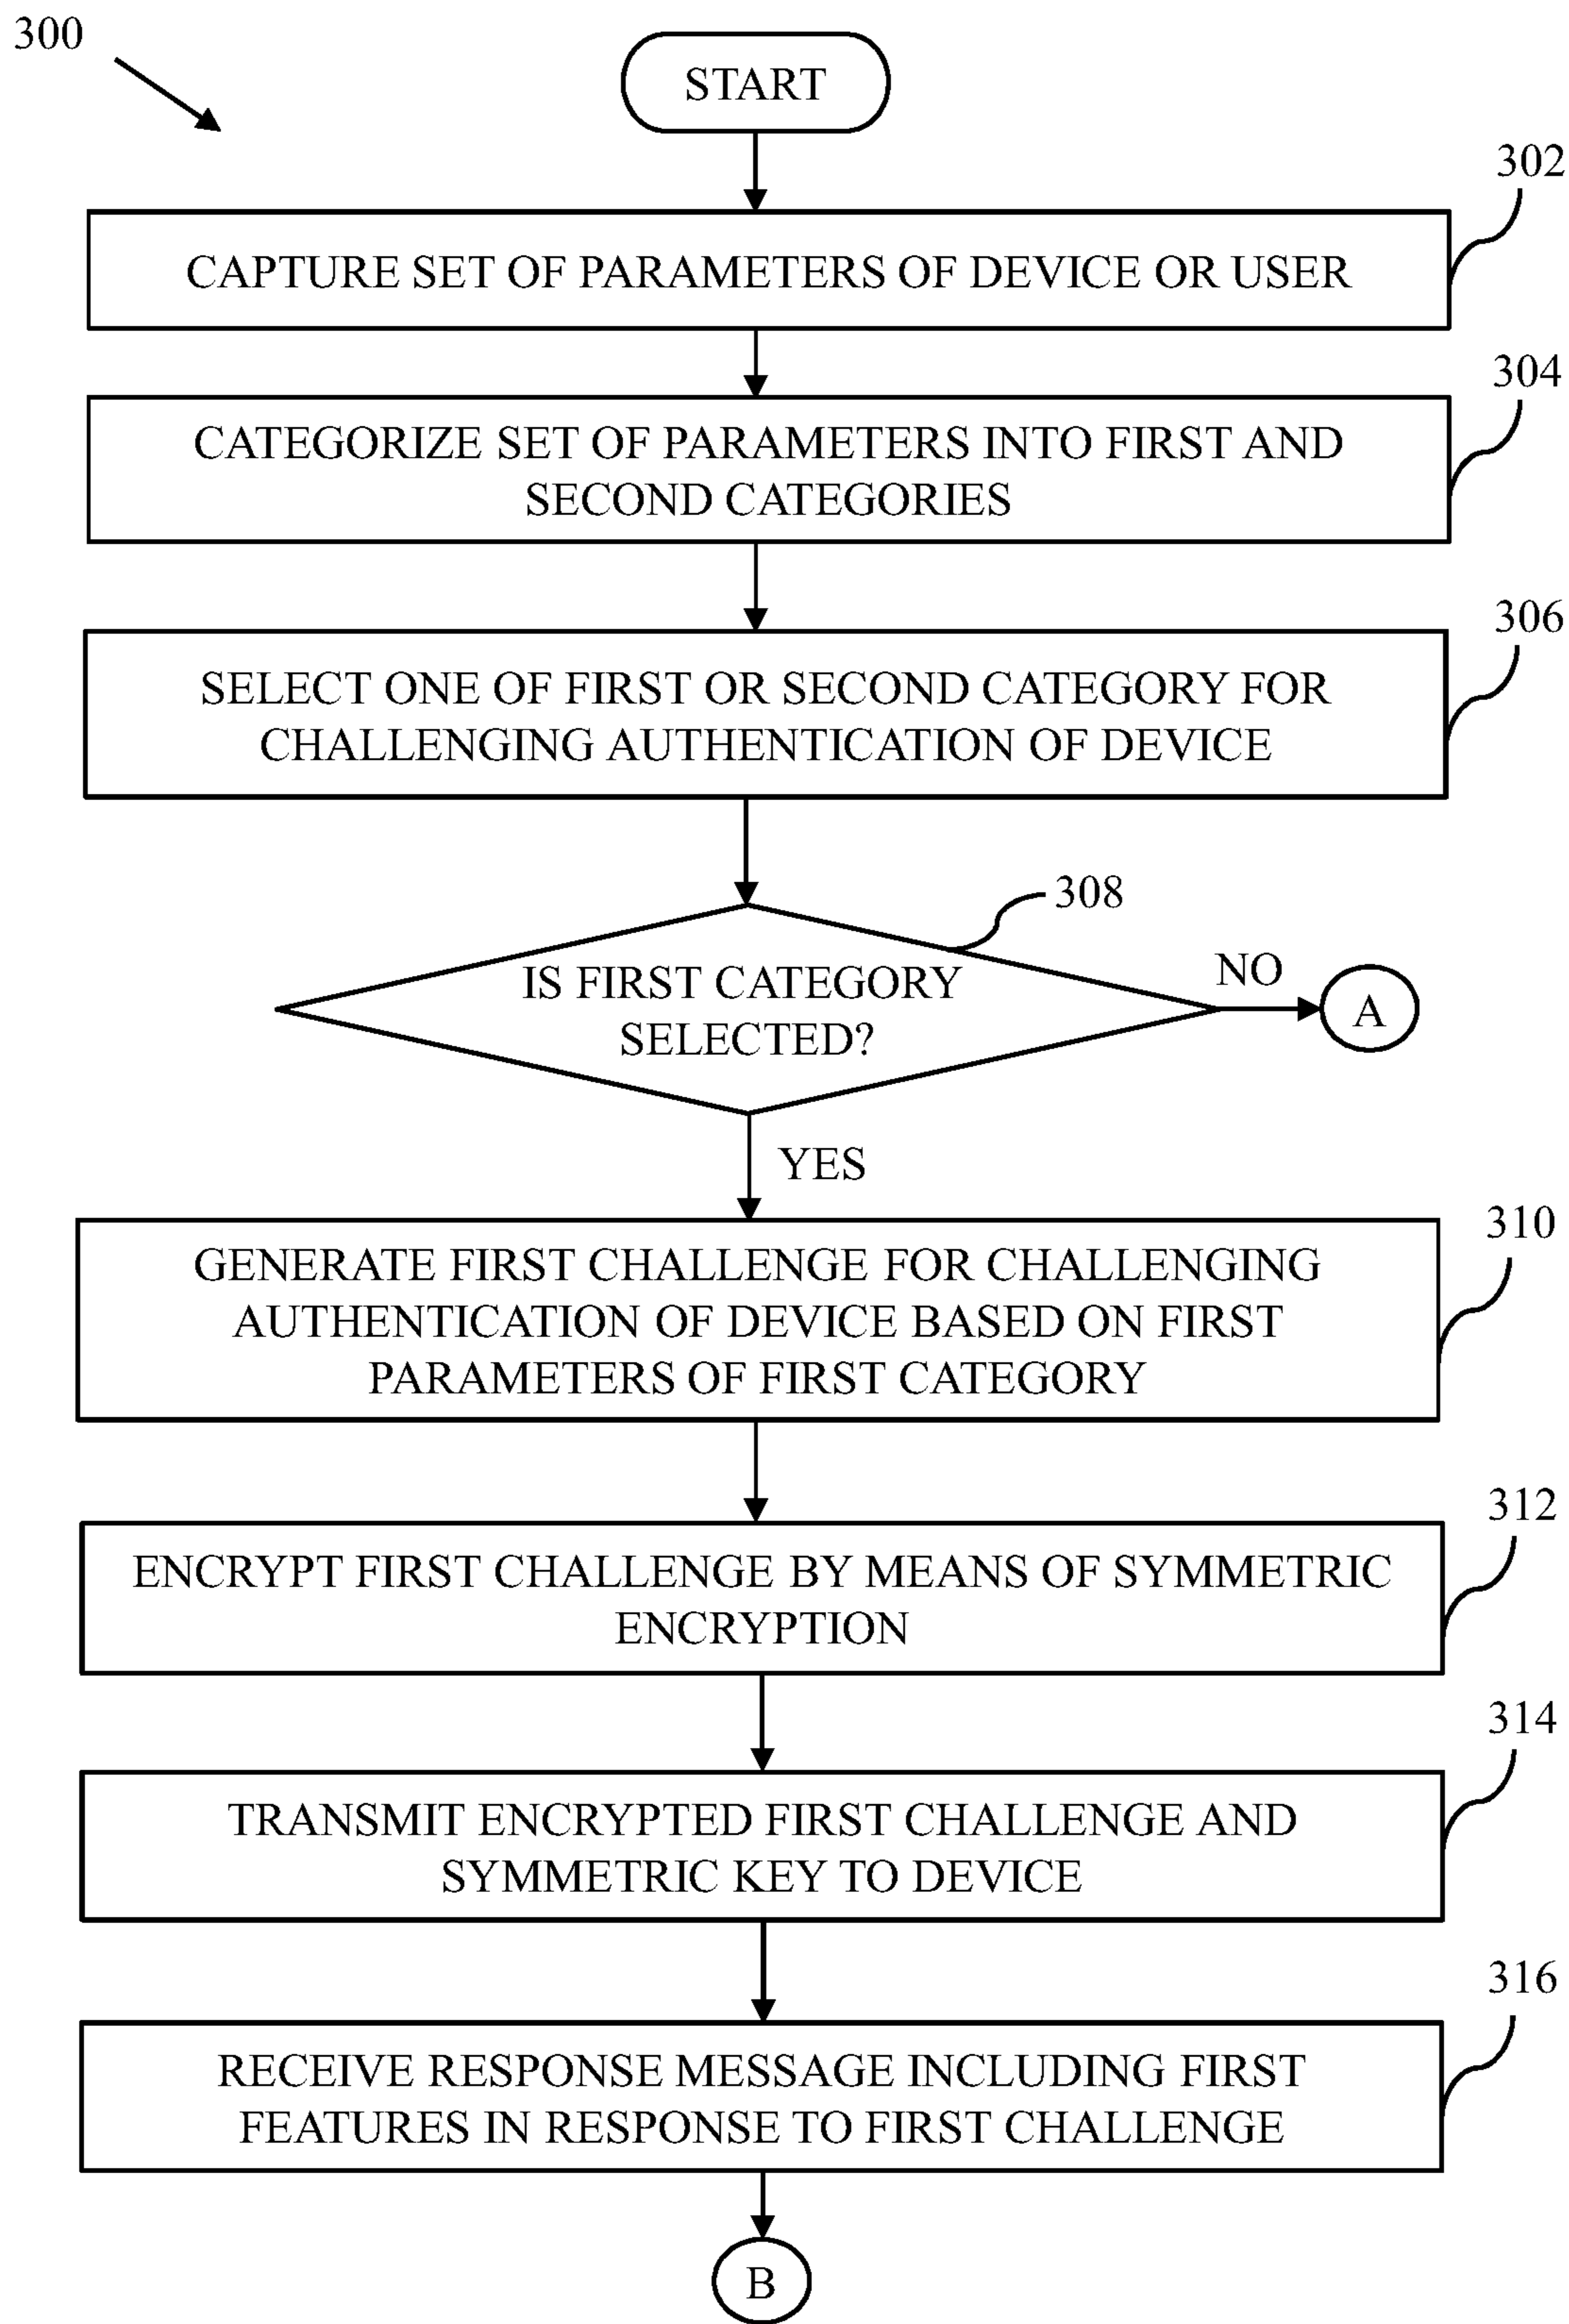 300
START
302
CAPTURE SET OF PARAMETERS OF DEVICE OR USER
304
CATEGORIZE SET OF PARAMETERS INTO FIRST AND
SECOND CATEGORIES
306
SELECT ONE OF FIRST OR SECOND CATEGORY FOR
CHALLENGING AUTHENTICATION OF DEVICE
308
IS FIRST CATEGORY
SELECTED?
NO
A
YES
310
GENERATE FIRST CHALLENGE FOR CHALLENGING
AUTHENTICATION OF DEVICE BASED ON FIRST
PARAMETERS OF FIRST CATEGORY
312
ENCRYPT FIRST CHALLENGE BY MEANS OF SYMMETRIC
ENCRYPTION
314
TRANSMIT ENCRYPTED FIRST CHALLENGE AND
SYMMETRIC KEY TO DEVICE
316
RECEIVE RESPONSE MESSAGE INCLUDING FIRST
FEATURES IN RESPONSE TO FIRST CHALLENGE
B